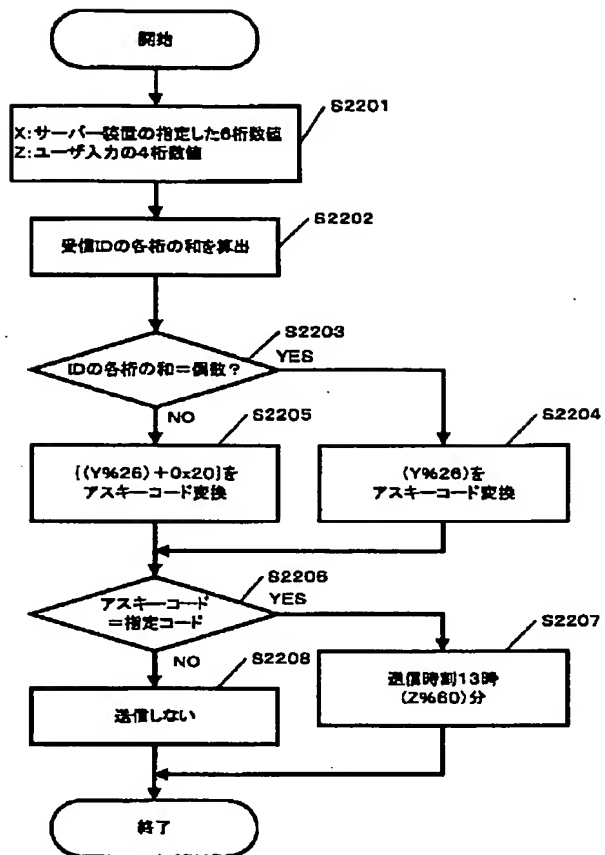 開始
S2201
X:サーバー装置の指定した6桁数値
Z:ユーザ入力の4桁数値
S2202
受信IDの各桁の和を算出
S2203
IDの各桁の和=偶数?
YES
NO
S2205
{(Y%26)+0x20}を
アスキーコード変換
S2204
(Y%26)を
アスキーコード変換
S2206
アスキーコード
=指定コード
YES
NO
S2207
送信時刻13時
(Z%60)分
S2208
送信しない
終了